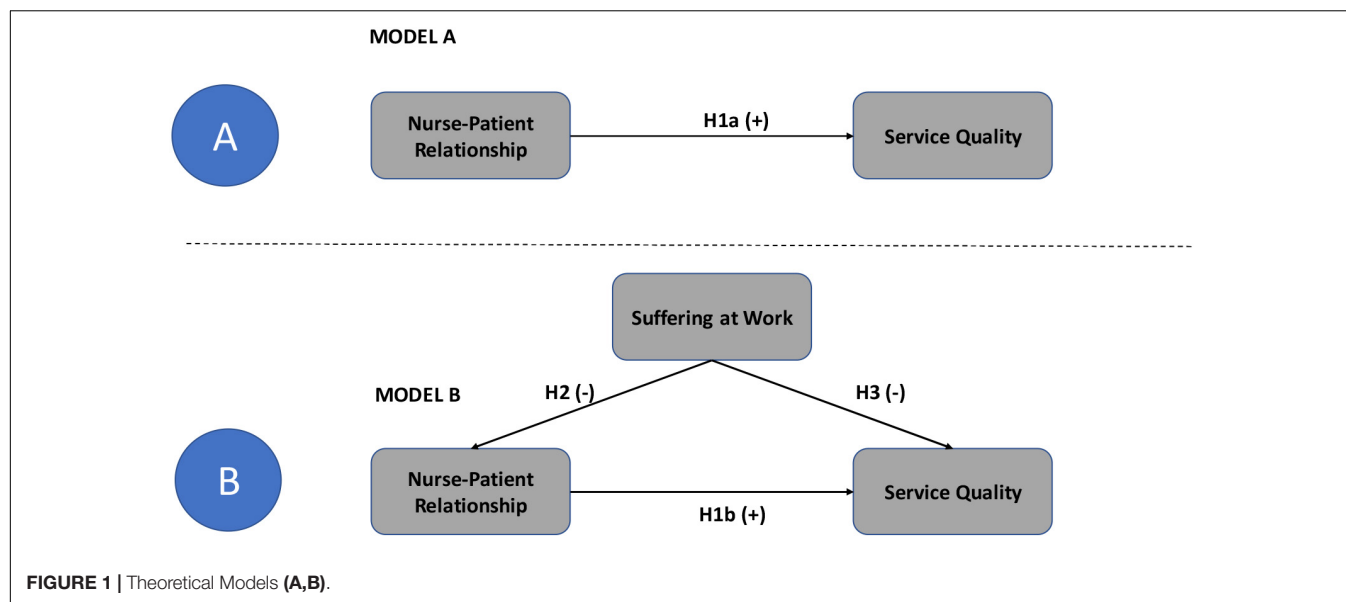 MODEL A
A
Nurse-Patient
Relationship
H1a (+)
Service Quality
Suffering at Work
MODEL B
H2 (-)
H3 (-)
B
Nurse-Patient
Relationship
H1b (+)
Service Quality
FIGURE 1 | Theoretical Models (A,B).